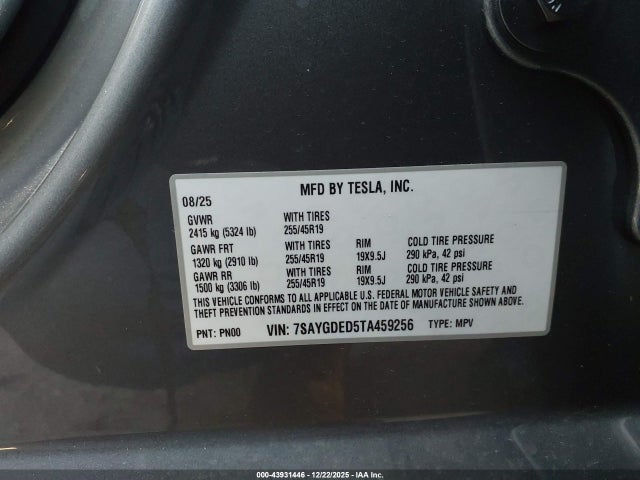 08/25 MFD BY TESLA, INC.
GVWR WITH TIRES
2415 kg (5324 lb) 255/45R19
GAWR FRT WITH TIRES RIM COLD TIRE PRESSURE
1320 kg (2910 lb) 255/45R19 19X9.5J 290 kPa, 42 psi
GAWR RR WITH TIRES RIM COLD TIRE PRESSURE
1500 kg (3306 lb) 255/45R19 19X9.5J 290 kPa, 42 psi
THIS VEHICLE CONFORMS TO ALL APPLICABLE U.S. FEDERAL MOTOR VEHICLE SAFETY AND
THEFT PREVENTION STANDARDS IN EFFECT ON THE DATE OF MANUFACTURE SHOWN ABOVE.
PNT: PN00 VIN: 7SAYGDED5TA459256 TYPE: MPV
000-43931446 - 12/22/2025 - IAA Inc.